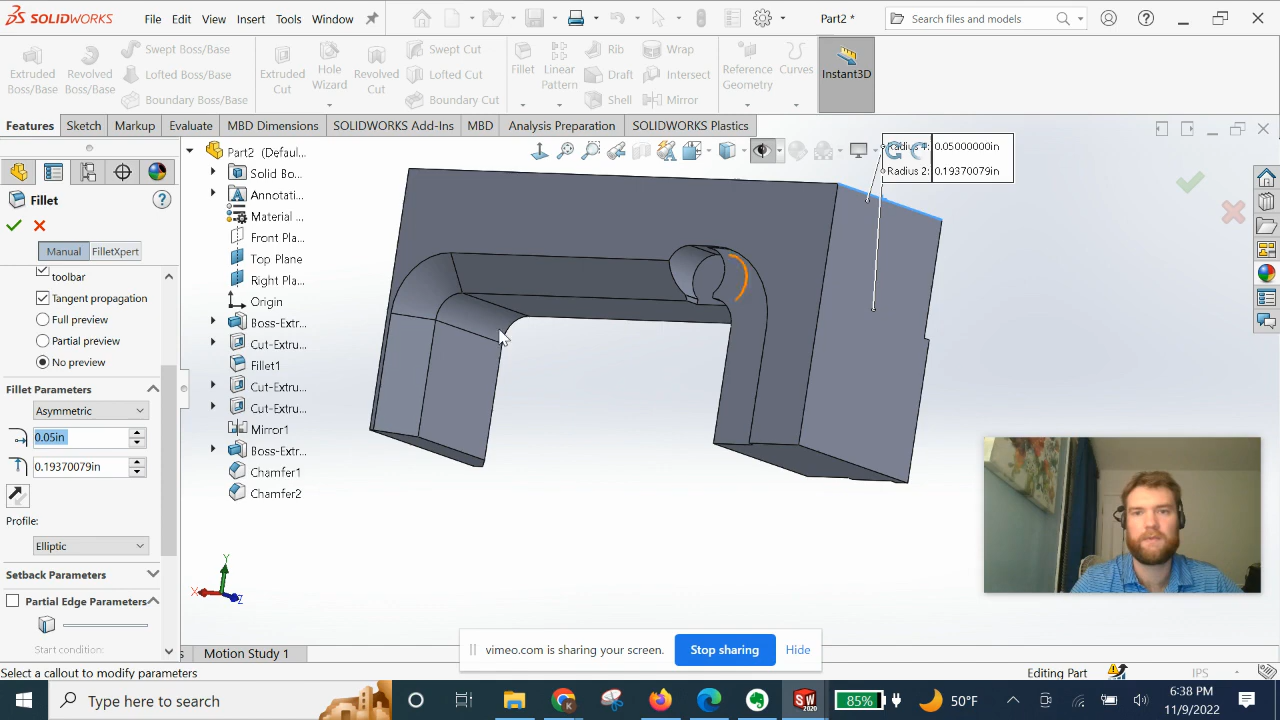 SOLIDWORKS
File Edit View Insert Tools Window
Part2 *
Search files and models
Extruded Boss/Base
Revolved Boss/Base
Swept Boss/Base
Lofted Boss/Base
Boundary Boss/Base
Extruded Cut
Hole Wizard
Revolved Cut
Swept Cut
Lofted Cut
Boundary Cut
Fillet
Linear Pattern
Rib
Draft
Shell
Wrap
Intersect
Mirror
Reference Geometry
Curves
Instant3D
Features Sketch Markup Evaluate MBD Dimensions SOLIDWORKS Add-Ins MBD Analysis Preparation SOLIDWORKS Plastics
Fillet
Manual FilletXpert
toolbar
Tangent propagation
Full preview
Partial preview
No preview
Fillet Parameters
Asymmetric
0.05in
0.19370079in
Profile:
Elliptic
Setback Parameters
Partial Edge Parameters
Start condition:
Part2 (Defaul...
Solid Bo...
Annotati...
Material ...
Front Pla...
Top Plane
Right Pla...
Origin
Boss-Extr...
Cut-Extru...
Fillet1
Cut-Extru...
Cut-Extru...
Mirror1
Boss-Extr...
Chamfer1
Chamfer2
0.05000000in
Radius 2: 0.19370079in
Y
X
Z
vimeo.com is sharing your screen. Stop sharing Hide
Motion Study 1
Select a callout to modify parameters
Editing Part
IPS
Type here to search
SW
2020
85%
50°F
6:38 PM
11/9/2022